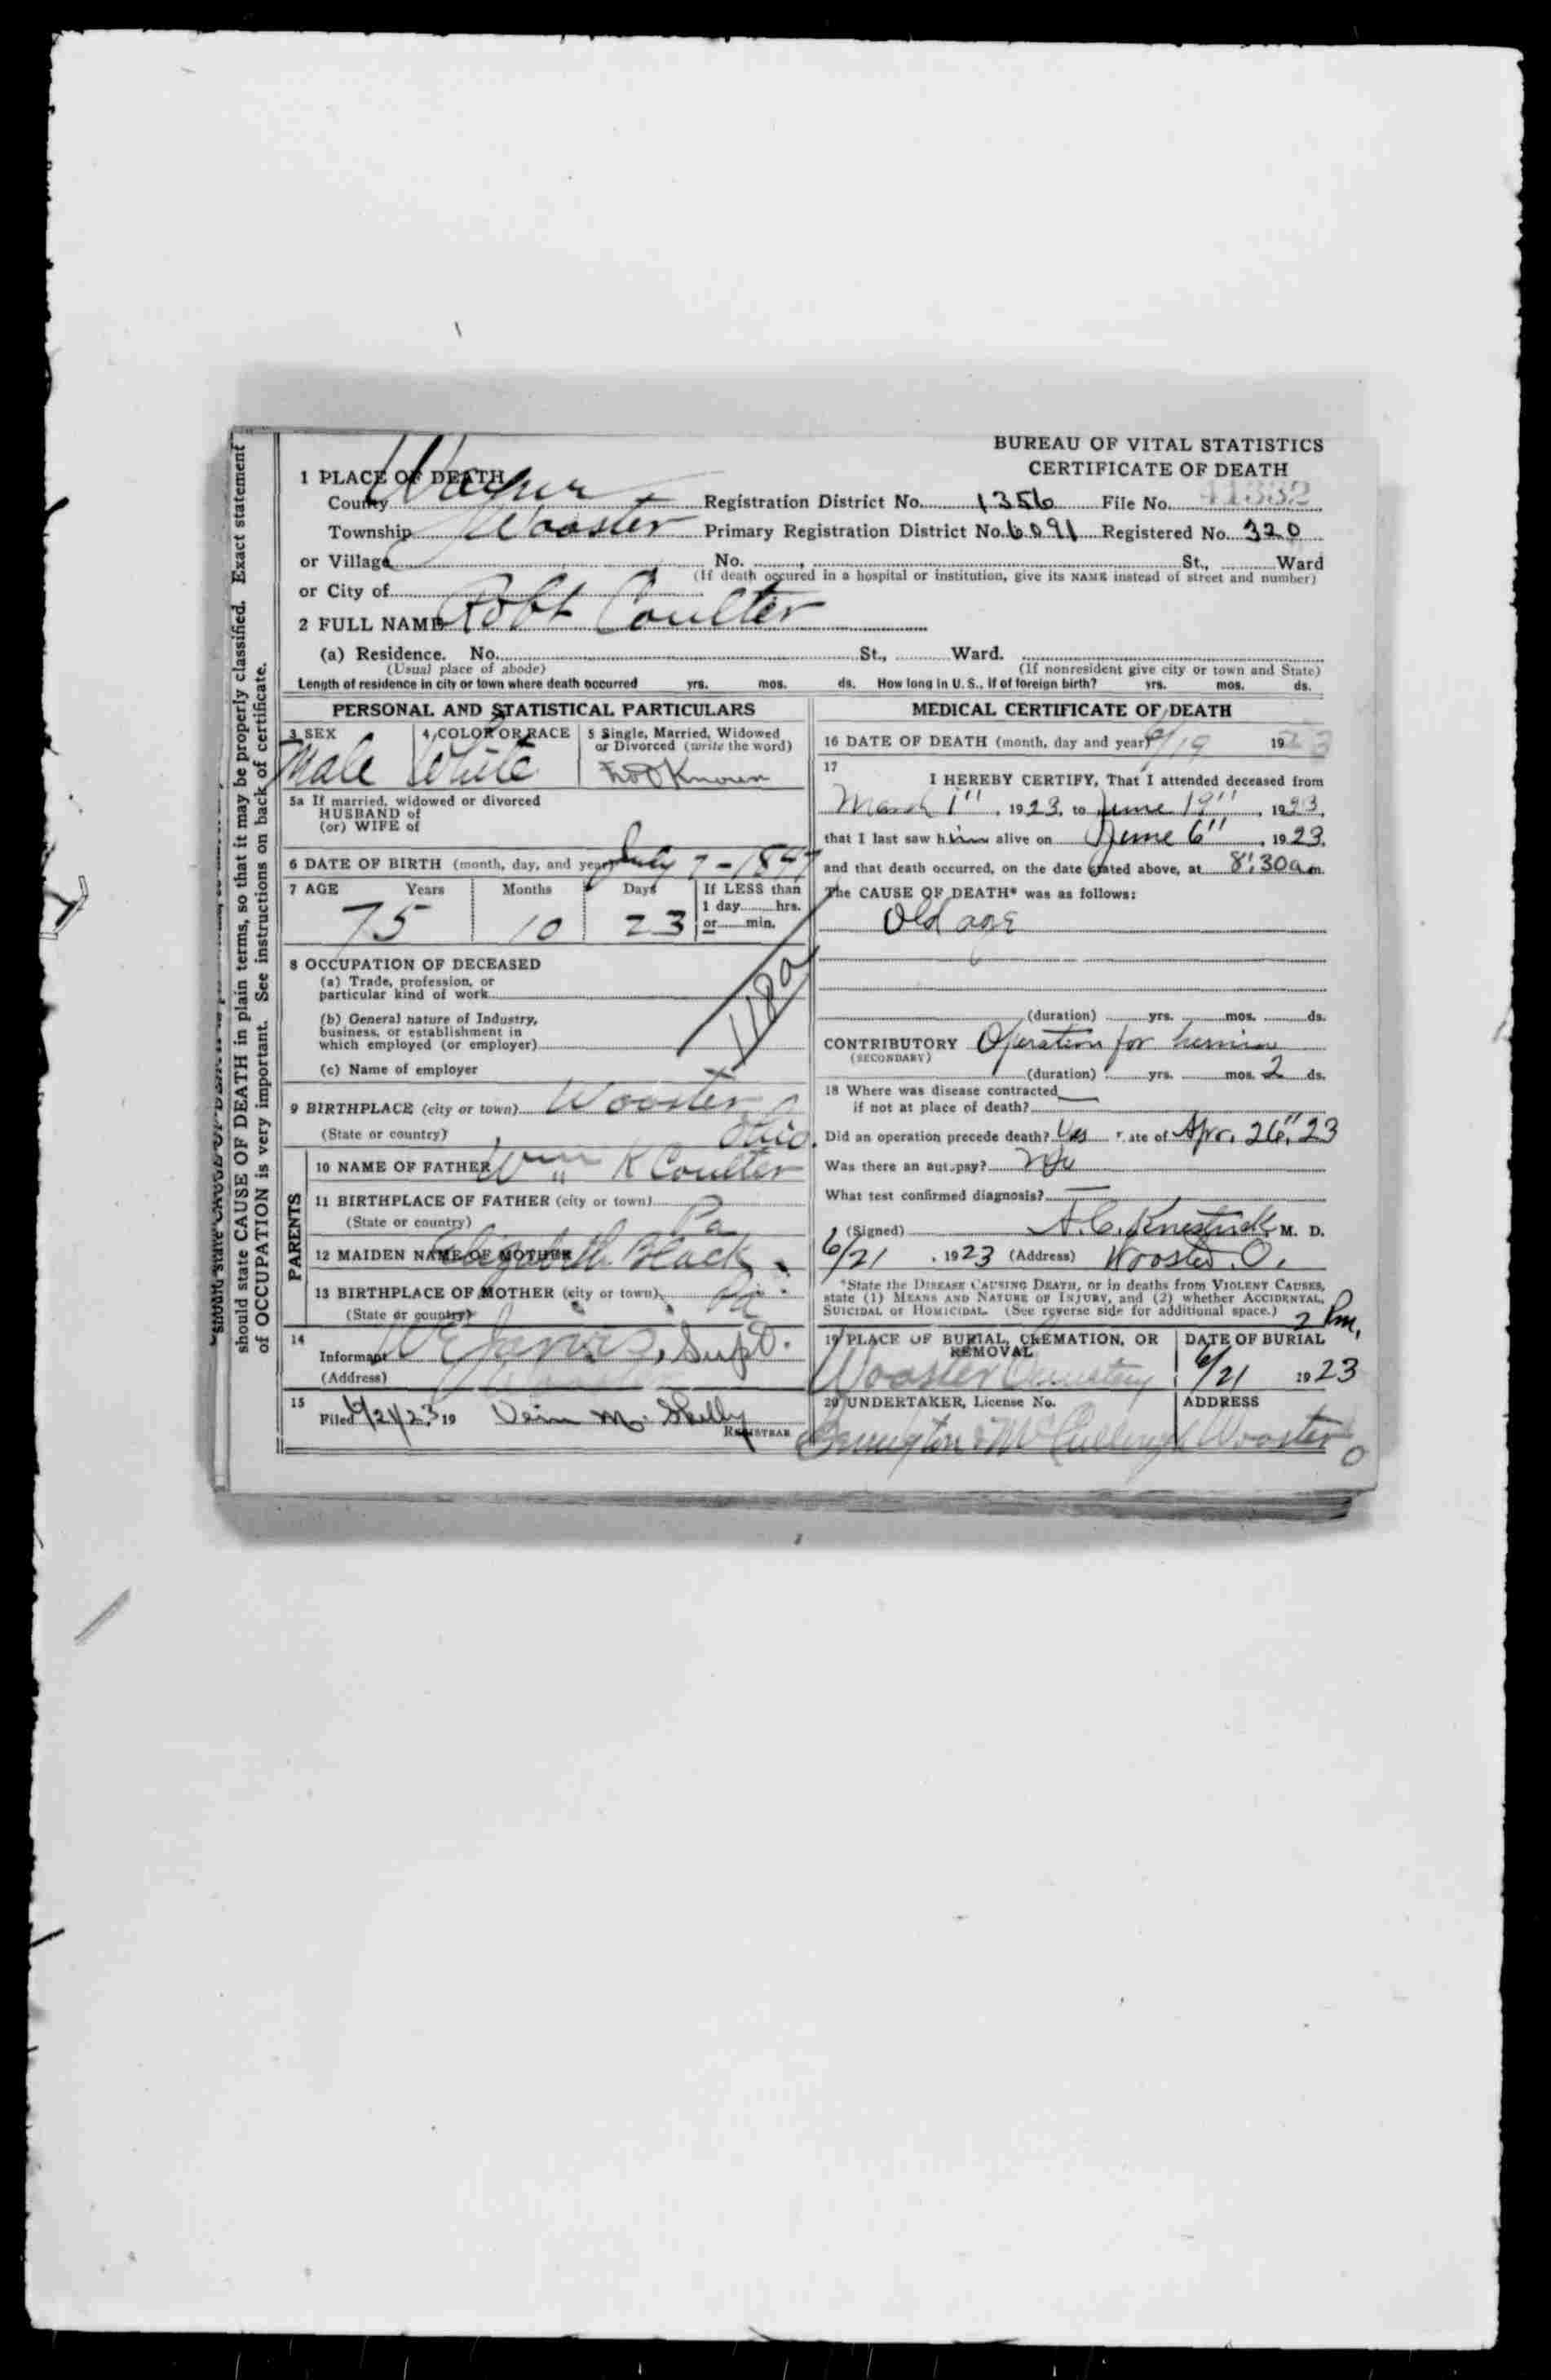 should state CAUSE OF DEATH in plain terms, so that it may be properly classified. Exact statement
of OCCUPATION is very important. See instructions on back of certificate.
BUREAU OF VITAL STATISTICS
CERTIFICATE OF DEATH
1 PLACE OF DEATH
County Wayne Registration District No. 1356 File No. 41332
Township Wooster Primary Registration District No. 6091 Registered No. 320
or Village No. St., Ward
(If death occured in a hospital or institution, give its NAME instead of street and number)
or City of
2 FULL NAME Robt Coulter
(a) Residence. No. St., Ward.
(Usual place of abode) (If nonresident give city or town and State)
Length of residence in city or town where death occurred yrs. mos. ds. How long in U. S., if of foreign birth? yrs. mos. ds.
PERSONAL AND STATISTICAL PARTICULARS
3 SEX 4 COLOR OR RACE 5 Single, Married, Widowed
or Divorced (write the word)
Male White Not Known
5a If married, widowed or divorced
HUSBAND of
(or) WIFE of
6 DATE OF BIRTH (month, day, and year) July 7-1847
7 AGE Years Months Days If LESS than
1 day hrs.
75 10 23 or min.
8 OCCUPATION OF DECEASED
(a) Trade, profession, or
particular kind of work
(b) General nature of Industry,
business, or establishment in
which employed (or employer)
(c) Name of employer
118a
9 BIRTHPLACE (city or town) Wooster
(State or country) Ohio.
PARENTS
10 NAME OF FATHER Wm K Coulter
11 BIRTHPLACE OF FATHER (city or town)
(State or country) Pa
12 MAIDEN NAME OF MOTHER Elizabeth Black
13 BIRTHPLACE OF MOTHER (city or town) Pa
(State or country)
14
Informant W E Jarvis, Supt.
(Address) Wooster
15
Filed 6/21/23 19 M. Shelly
REGISTRAR
MEDICAL CERTIFICATE OF DEATH
16 DATE OF DEATH (month, day and year) 6/19 1923
17
I HEREBY CERTIFY, That I attended deceased from
March 1", 1923, to June 19", 1923,
that I last saw him alive on June 6", 1923,
and that death occurred, on the date stated above, at 8:30 a m.
The CAUSE OF DEATH* was as follows:
Old age
(duration) yrs. mos. ds.
CONTRIBUTORY Operation for hernia
(SECONDARY)
(duration) yrs. mos. 2 ds.
18 Where was disease contracted
if not at place of death?
Did an operation precede death? Yes Date of Apr. 26", 23
Was there an autopsy? No
What test confirmed diagnosis?
(Signed) A.C. Knestrick M. D.
6/21, 1923 (Address) Wooster, O.
*State the DISEASE CAUSING DEATH, or in deaths from VIOLENT CAUSES,
state (1) MEANS AND NATURE OF INJURY, and (2) whether ACCIDENTAL,
SUICIDAL or HOMICIDAL. (See reverse side for additional space.)
2 Pm,
19 PLACE OF BURIAL, CREMATION, OR REMOVAL DATE OF BURIAL
Wooster Cemetery 6/21 1923
20 UNDERTAKER, License No. ADDRESS
McCullough Wooster O